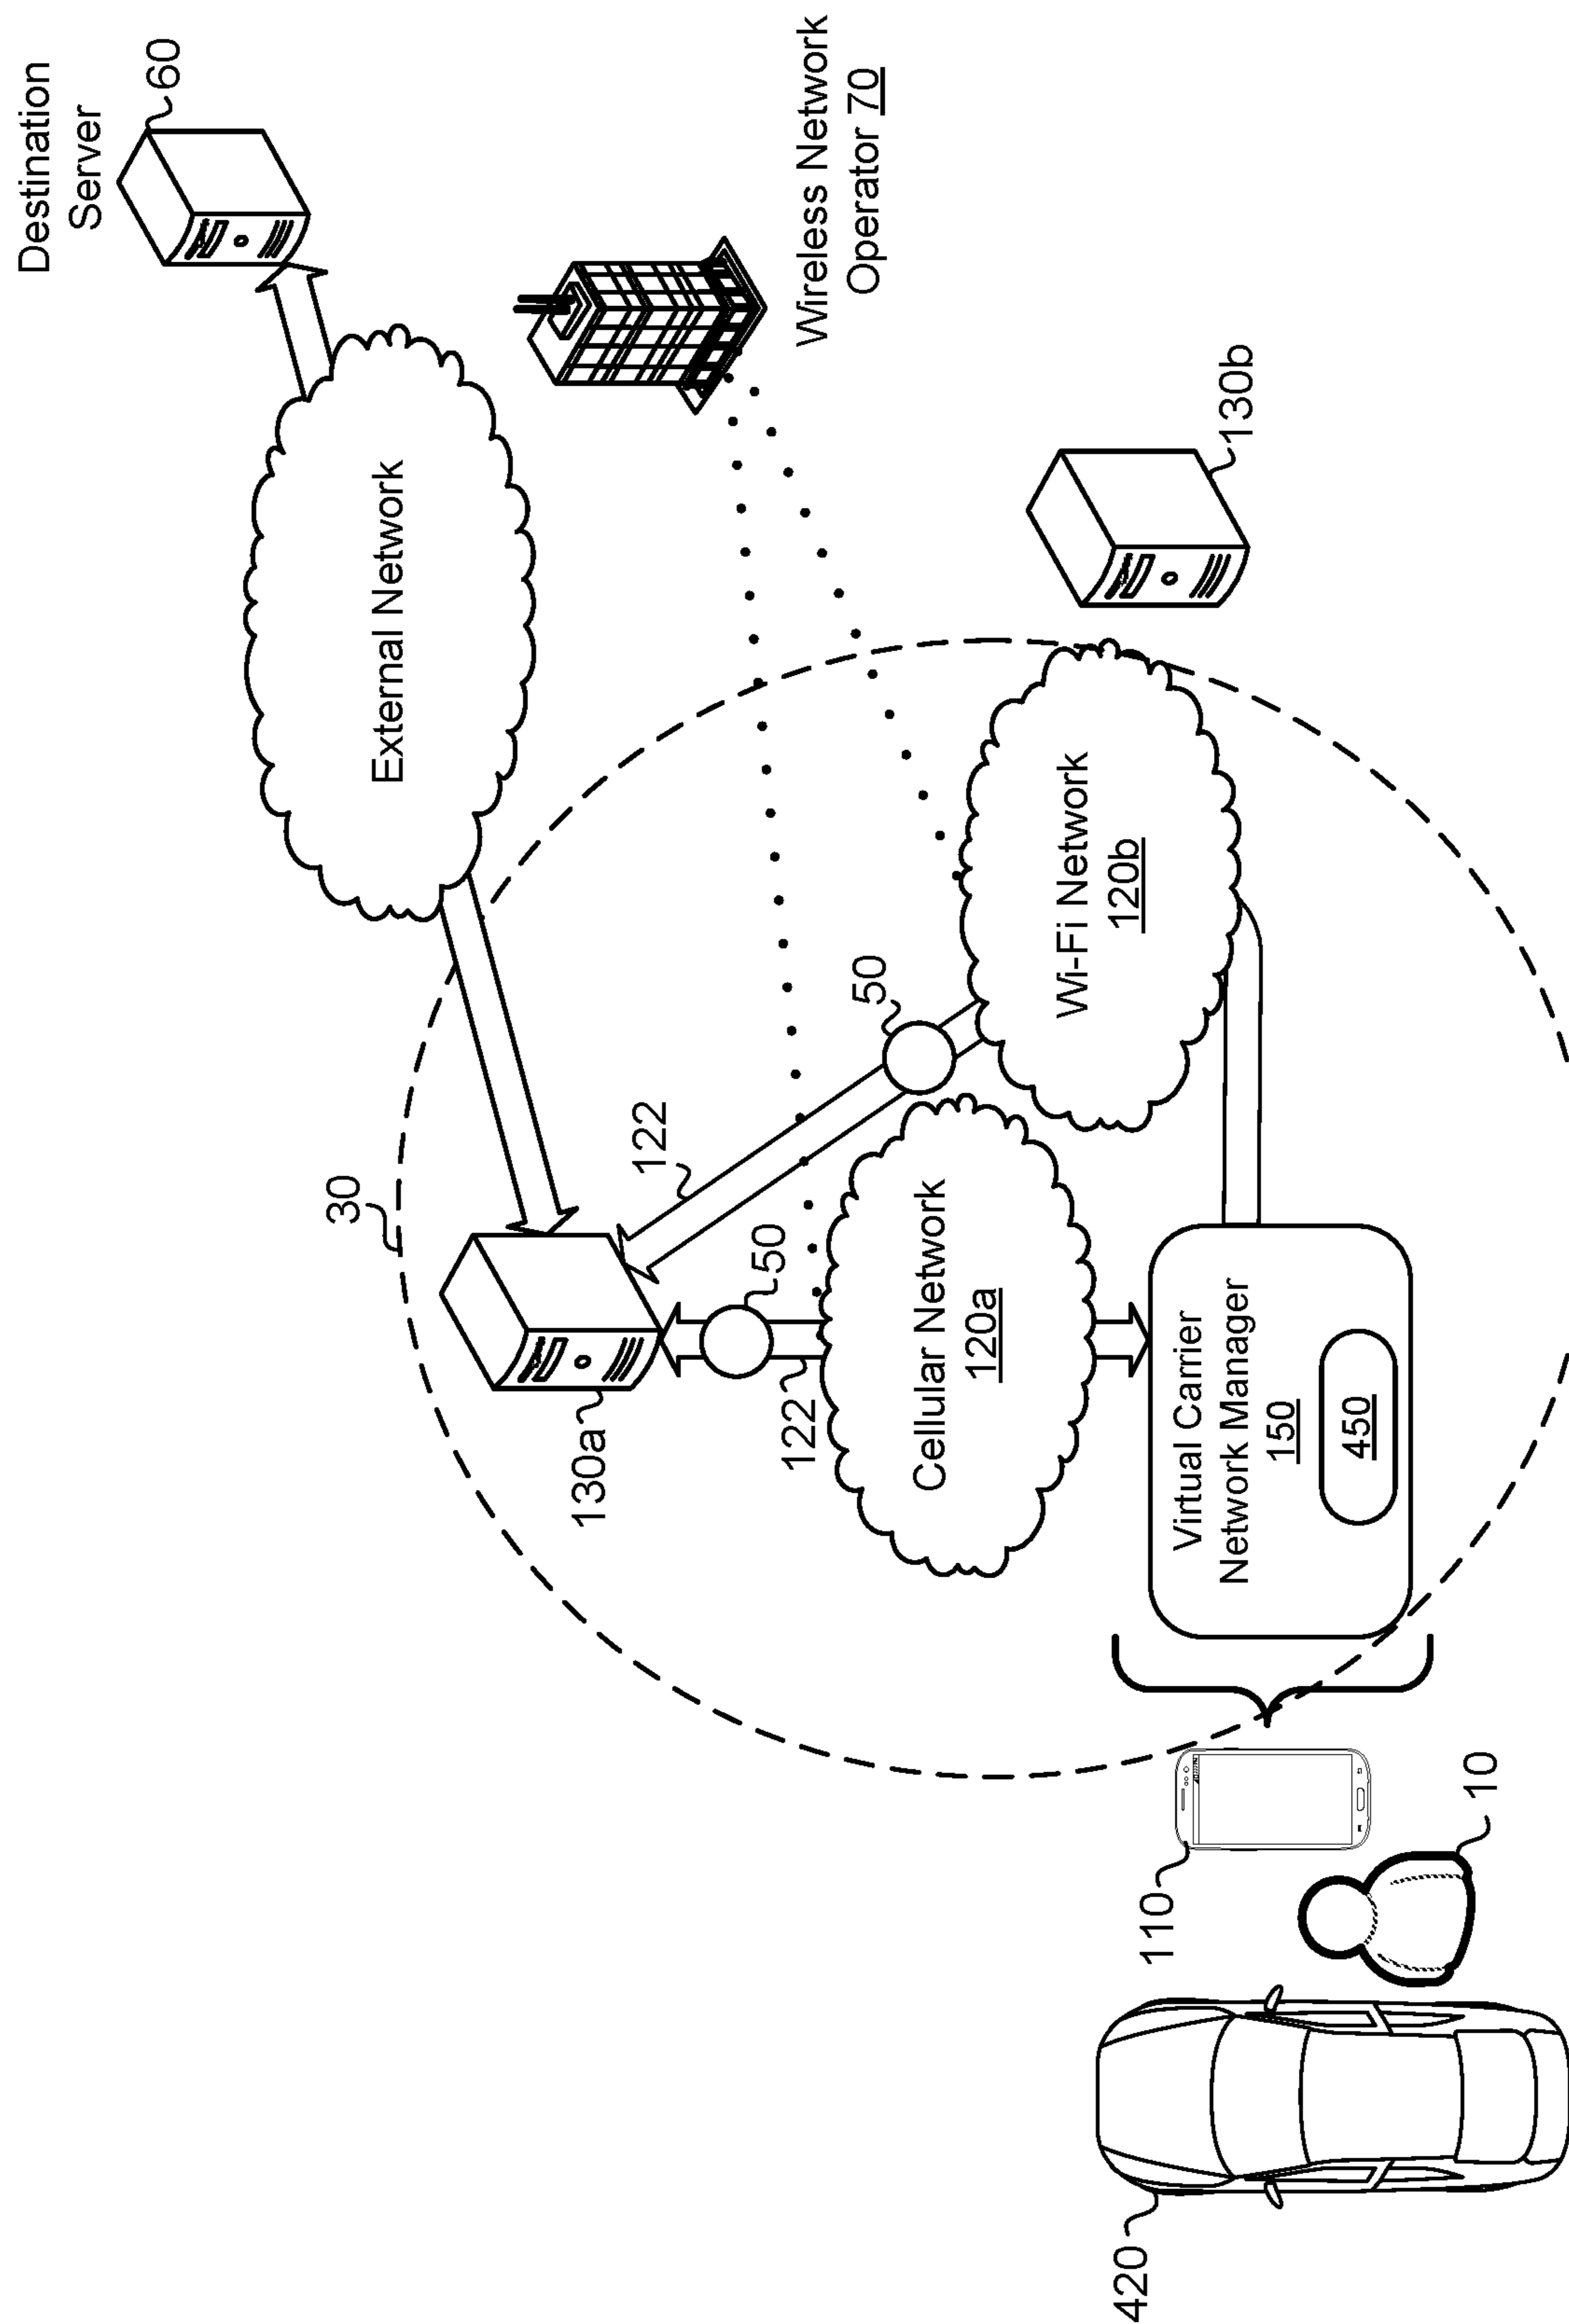 Destination
Server
60
External Network
Wireless Network
Operator 70
30
130a
122
50
50
122
130b
Cellular Network
120a
Wi-Fi Network
120b
Virtual Carrier
Network Manager
150
450
110
10
420